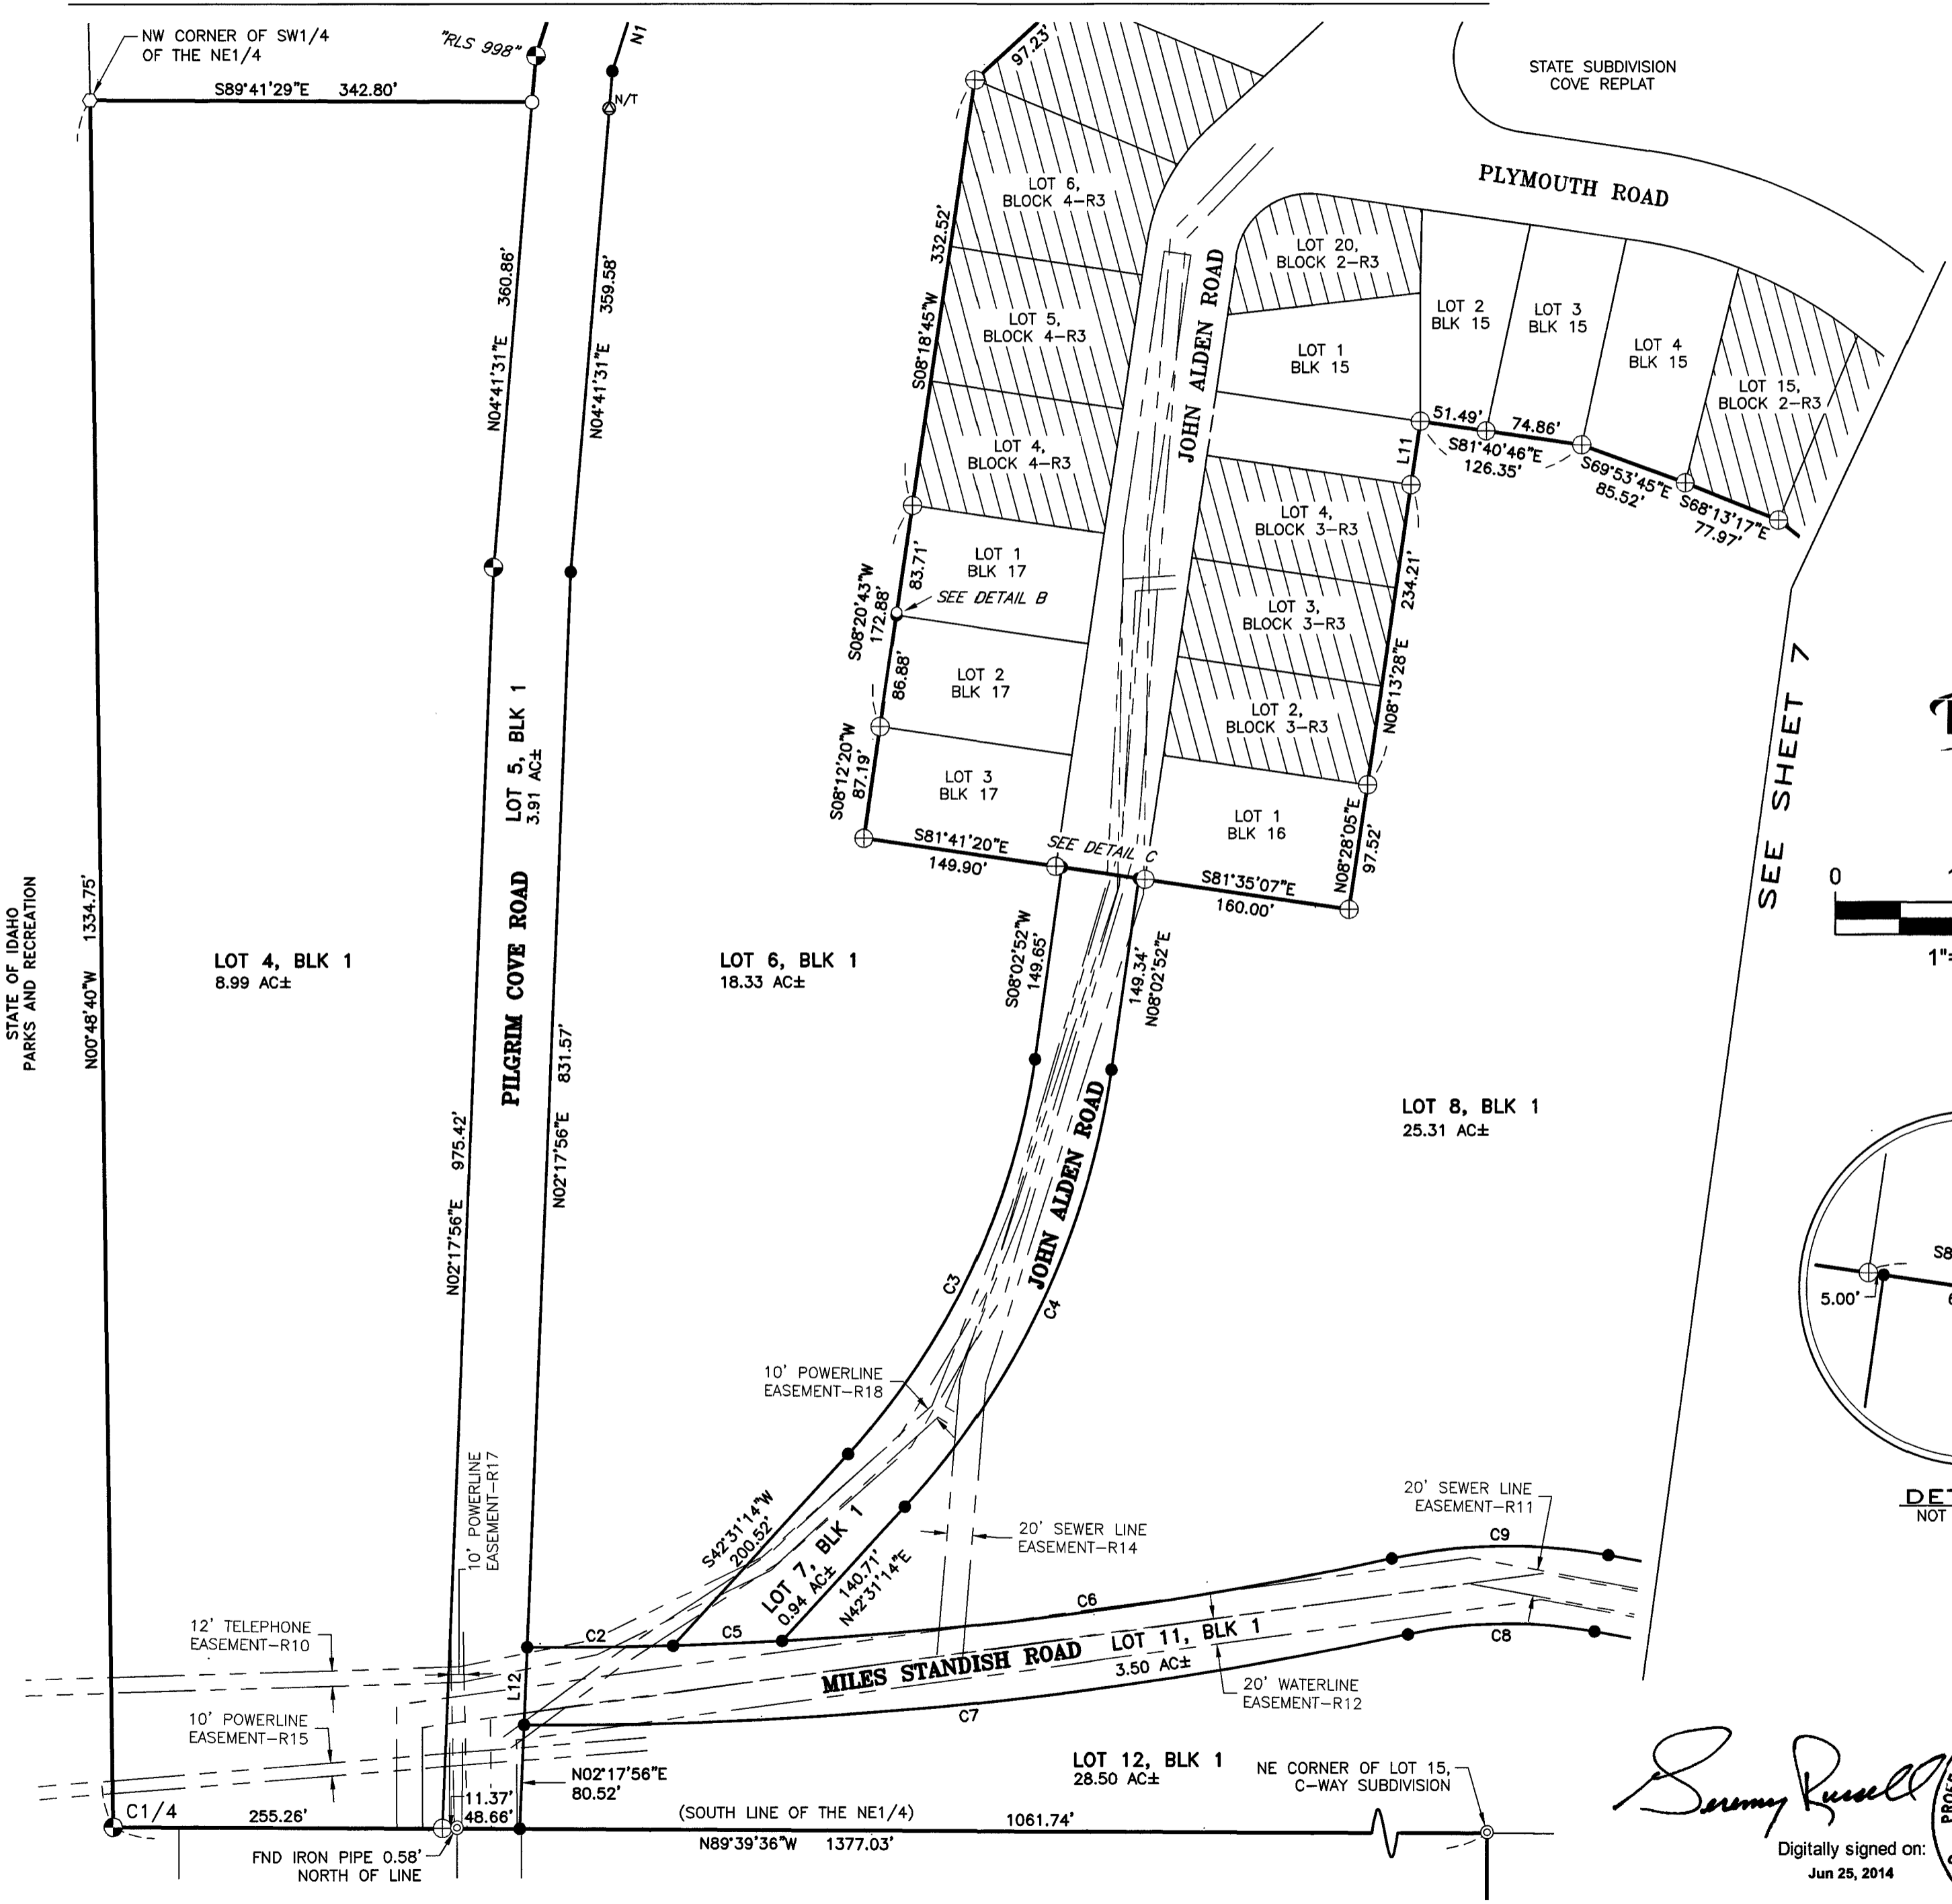 NW CORNER OF SW1/4
OF THE NE1/4
S89°41'29"E 342.80'
"RLS 998"
N1
N/T
97.23'
STATE SUBDIVISION
COVE REPLAT
PLYMOUTH ROAD
LOT 6,
BLOCK 4-R3
332.52'
S08°18'45"W
LOT 5,
BLOCK 4-R3
LOT 4,
BLOCK 4-R3
JOHN ALDEN ROAD
LOT 20,
BLOCK 2-R3
LOT 1
BLK 15
LOT 2
BLK 15
LOT 3
BLK 15
LOT 4
BLK 15
LOT 15,
BLOCK 2-R3
N04°41'31"E 360.86'
N04°41'31"E 359.58'
L11
51.49'
74.86'
S81°40'46"E
126.35'
S69°53'45"E
85.52'
S68°13'17"E
77.97'
LOT 4,
BLOCK 3-R3
234.21'
LOT 3,
BLOCK 3-R3
N08°13'28"E
LOT 2,
BLOCK 3-R3
LOT 1
BLK 17
83.71'
SEE DETAIL B
S08°20'43"W
172.88'
86.88'
LOT 2
BLK 17
S08°12'20"W
87.19'
LOT 3
BLK 17
LOT 1
BLK 16
N08°28'05"E
97.52'
S81°41'20"E
149.90'
SEE DETAIL C
S81°35'07"E
160.00'
SEE SHEET 7
PILGRIM COVE ROAD
LOT 5, BLK 1
3.91 AC±
STATE OF IDAHO
PARKS AND RECREATION
N00°48'40"W 1334.75'
LOT 4, BLK 1
8.99 AC±
LOT 6, BLK 1
18.33 AC±
S08°02'52"W
149.65'
149.34'
N08°02'52"E
0
1"=
LOT 8, BLK 1
25.31 AC±
N02°17'56"E 975.42'
N02°17'56"E 831.57'
JOHN ALDEN ROAD
C3
C4
S8
5.00'
6
DET
NOT
10' POWERLINE
EASEMENT-R18
10' POWERLINE
EASEMENT-R17
S42°31'14"W
200.52'
LOT 7, BLK 1
0.94 AC±
140.71'
N42°31'14"E
20' SEWER LINE
EASEMENT-R14
20' SEWER LINE
EASEMENT-R11
C9
C6
C2
C5
C8
12' TELEPHONE
EASEMENT-R10
L12
MILES STANDISH ROAD
LOT 11, BLK 1
3.50 AC±
20' WATERLINE
EASEMENT-R12
C7
10' POWERLINE
EASEMENT-R15
N02°17'56"E
80.52'
LOT 12, BLK 1
28.50 AC±
NE CORNER OF LOT 15,
C-WAY SUBDIVISION
C1/4
255.26'
11.37'
48.66'
(SOUTH LINE OF THE NE1/4)
1061.74'
N89°39'36"W 1377.03'
FND IRON PIPE 0.58'
NORTH OF LINE
Jeremy Russell
PROFES
Digitally signed on:
Jun 25, 2014